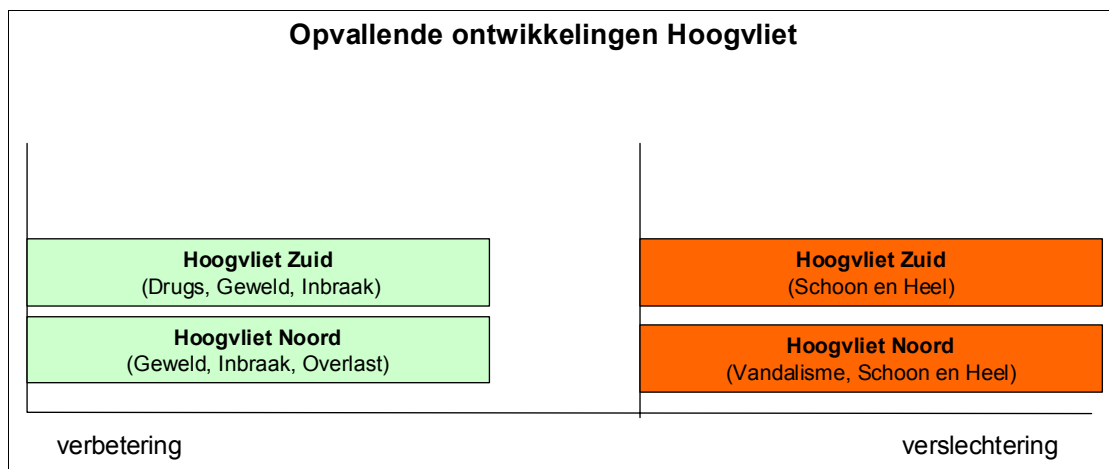 Opvallende ontwikkelingen Hoogvliet
Hoogvliet Zuid
(Drugs, Geweld, Inbraak)
Hoogvliet Noord
(Geweld, Inbraak, Overlast)
Hoogvliet Zuid
(Schoon en Heel)
Hoogvliet Noord
(Vandalisme, Schoon en Heel)
verbetering
verslechtering